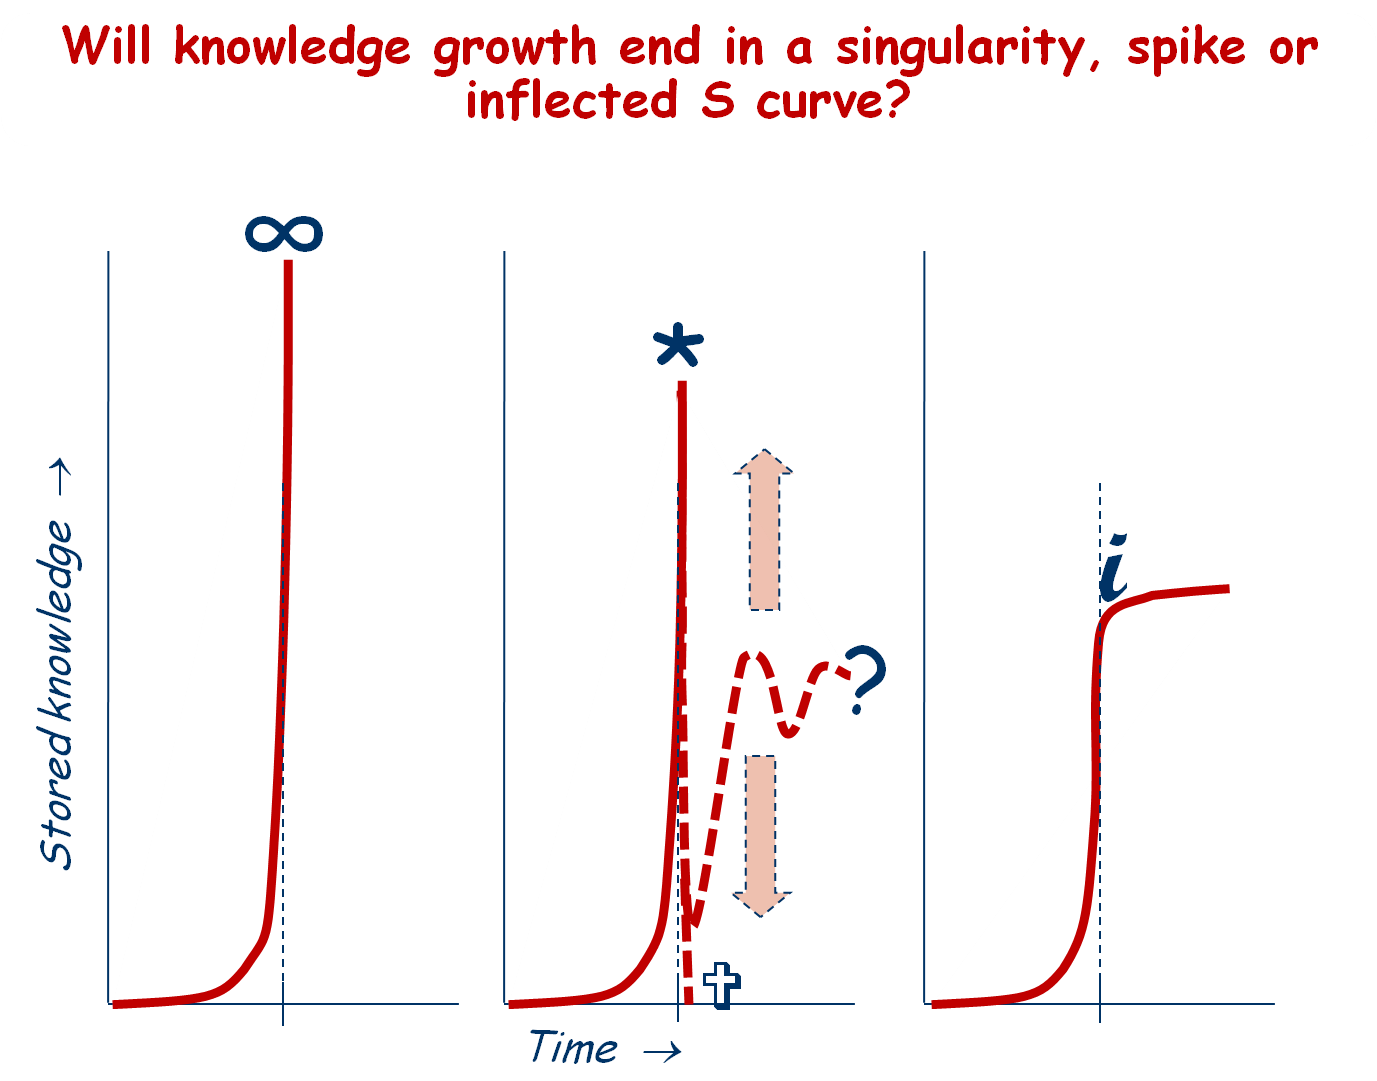 Will knowledge growth end in a singularity, spike or
inflected S curve?
∞
*
i
?
✝
Stored knowledge →
Time →